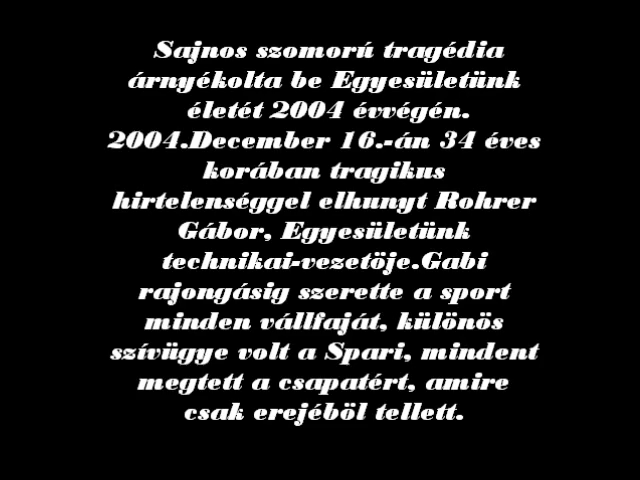 Sajnos szomorú tragédia
árnyékolta be Egyesületünk
életét 2004 évvégén.
2004.December 16.-án 34 éves
korában tragikus
hirtelenséggel elhunyt Rohrer
Gábor, Egyesületünk
technikai-vezetöje.Gabi
rajongásig szerette a sport
minden vállfaját, különös
szívügye volt a Spari, mindent
megtett a csapatért, amire
csak erejéböl tellett.